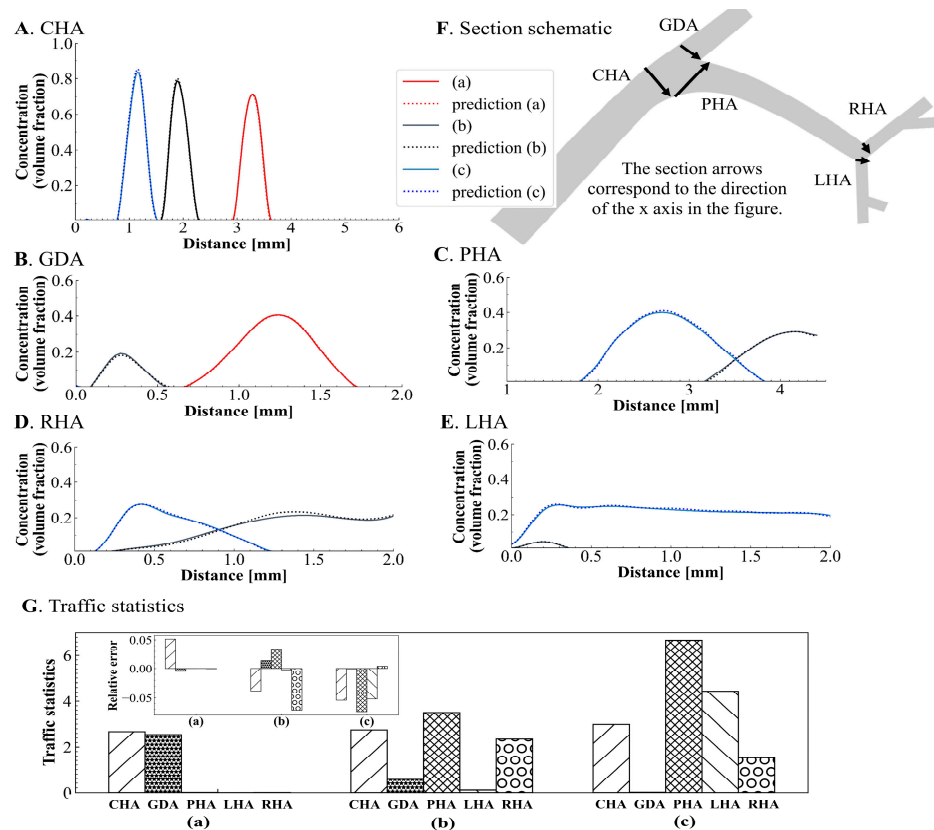 A. CHA
Concentration
(volume fraction)
1.0
0.8
0.6
0.4
0.2
0 1 2 3 4 5 6
Distance [mm]
(a)
prediction (a)
(b)
prediction (b)
(c)
prediction (c)
F. Section schematic
GDA
CHA
PHA
RHA
LHA
The section arrows
correspond to the direction
of the x axis in the figure.
B. GDA
Concentration
(volume fraction)
0.6
0.4
0.2
0.0 0.5 1.0 1.5 2.0
Distance [mm]
C. PHA
Concentration
(volume fraction)
0.6
0.4
0.2
1 2 3 4
Distance [mm]
D. RHA
Concentration
(volume fraction)
0.6
0.4
0.2
0.0 0.5 1.0 1.5 2.0
Distance [mm]
E. LHA
Concentration
(volume fraction)
0.6
0.4
0.2
0.0 0.5 1.0 1.5 2.0
Distance [mm]
G. Traffic statistics
Traffic statistics
6
4
2
0
Relative error
0.05
0.00
−0.05
(a) (b) (c)
CHA GDA PHA LHA RHA CHA GDA PHA LHA RHA CHA GDA PHA LHA RHA
(a) (b) (c)